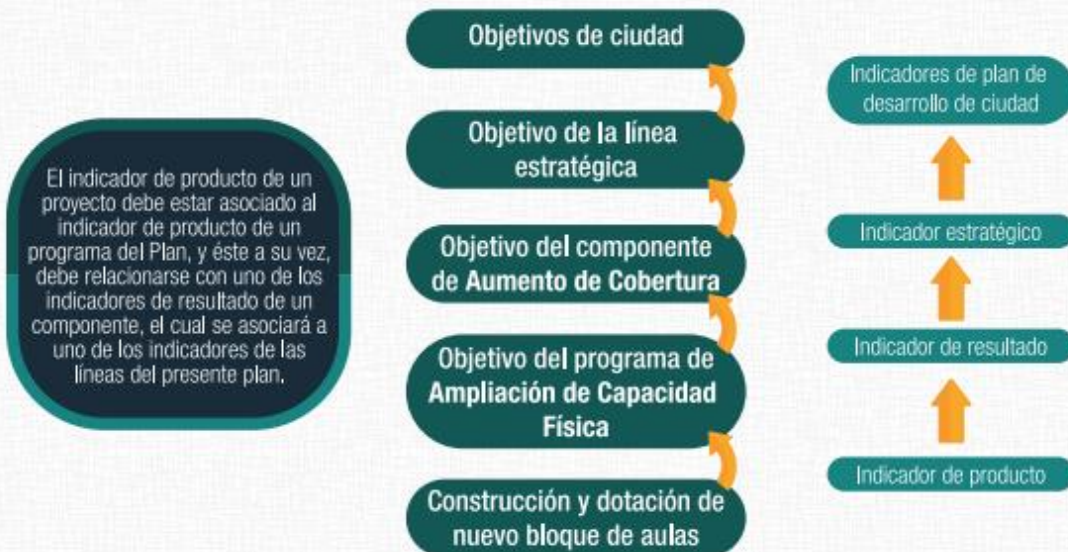 El indicador de producto de un
proyecto debe estar asociado al
indicador de producto de un
programa del Plan, y éste a su vez,
debe relacionarse con uno de los
indicadores de resultado de un
componente, el cual se asociará a
uno de los indicadores de las
líneas del presente plan.
Objetivos de ciudad
Objetivo de la línea
estratégica
Objetivo del componente
de Aumento de Cobertura
Objetivo del programa de
Ampliación de Capacidad
Física
Construcción y dotación de
nuevo bloque de aulas
Indicadores de plan de
desarrollo de ciudad
Indicador estratégico
Indicador de resultado
Indicador de producto